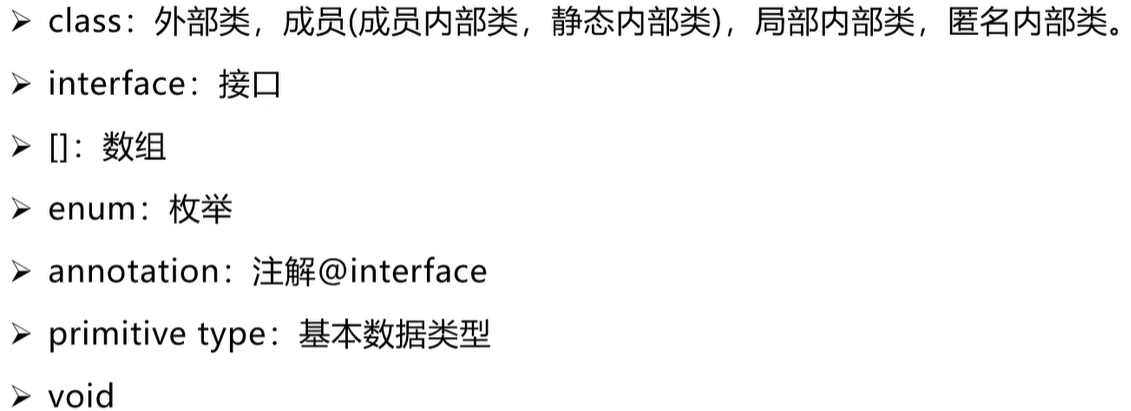 ➢ class：外部类，成员(成员内部类，静态内部类)，局部内部类，匿名内部类。
➢ interface：接口
➢ []：数组
➢ enum：枚举
➢ annotation：注解@interface
➢ primitive type：基本数据类型
➢ void